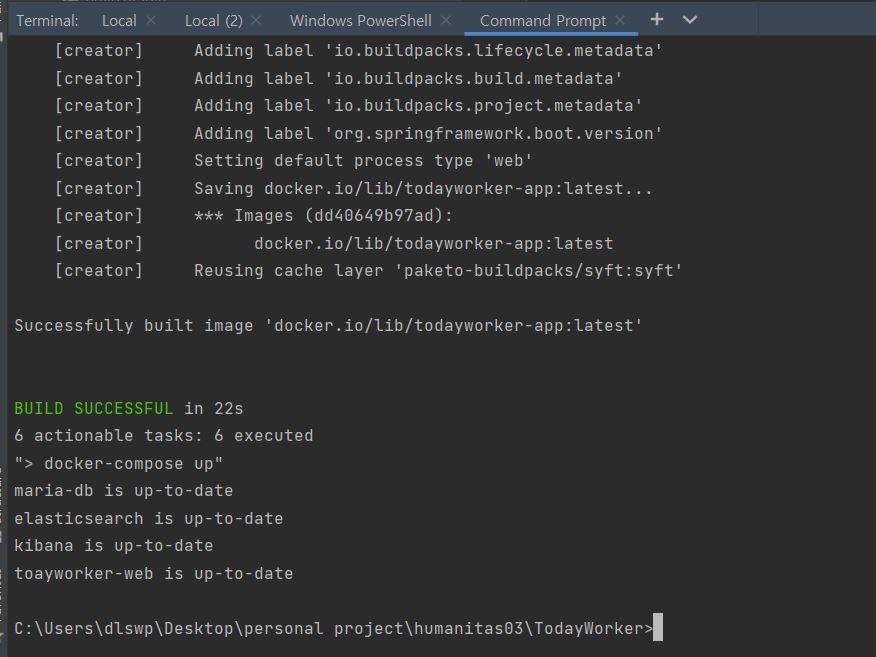 Terminal: Local × Local (2) × Windows PowerShell × Command Prompt × +
[creator] Adding label 'io.buildpacks.lifecycle.metadata'
[creator] Adding label 'io.buildpacks.build.metadata'
[creator] Adding label 'io.buildpacks.project.metadata'
[creator] Adding label 'org.springframework.boot.version'
[creator] Setting default process type 'web'
[creator] Saving docker.io/lib/todayworker-app:latest...
[creator] *** Images (dd40649b97ad):
[creator] docker.io/lib/todayworker-app:latest
[creator] Reusing cache layer 'paketo-buildpacks/syft:syft'
Successfully built image 'docker.io/lib/todayworker-app:latest'
BUILD SUCCESSFUL in 22s
6 actionable tasks: 6 executed
"> docker-compose up"
maria-db is up-to-date
elasticsearch is up-to-date
kibana is up-to-date
toayworker-web is up-to-date
C:\Users\dlswp\Desktop\personal project\humanitas03\TodayWorker>